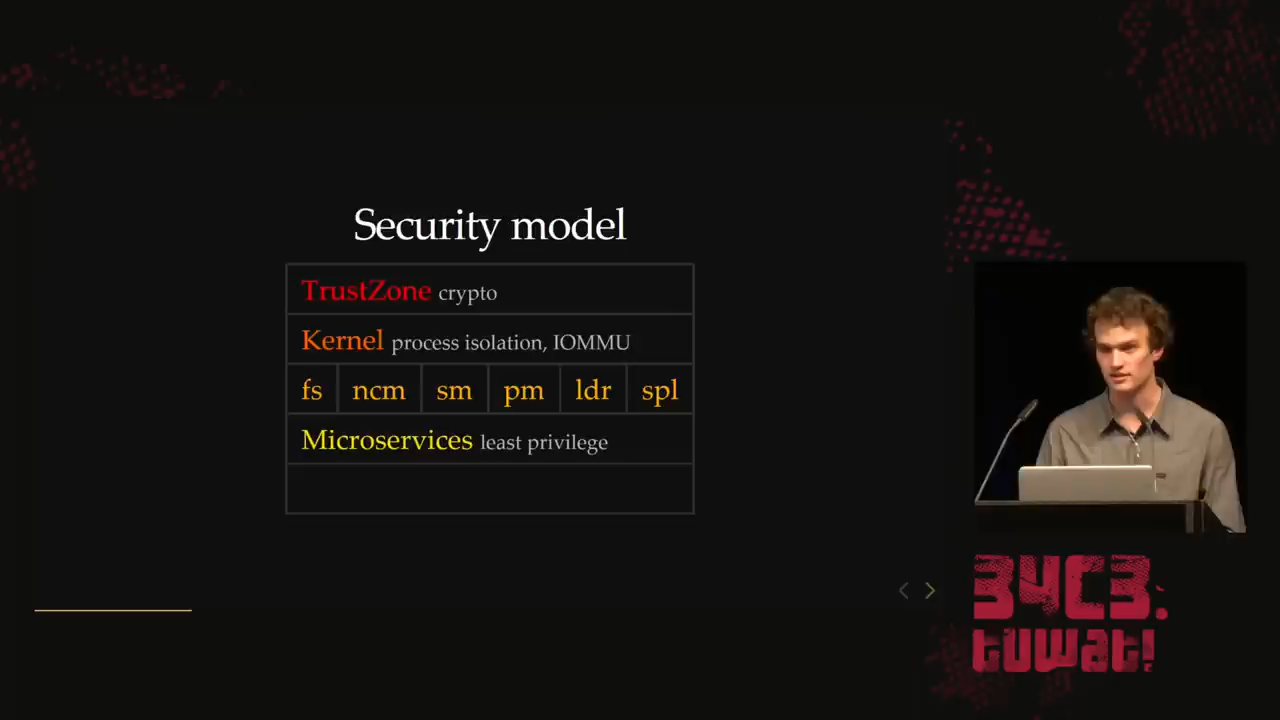 Security model
TrustZone crypto
Kernel process isolation, IOMMU
fs ncm sm pm ldr spl
Microservices least privilege
34C3.
tuwat!